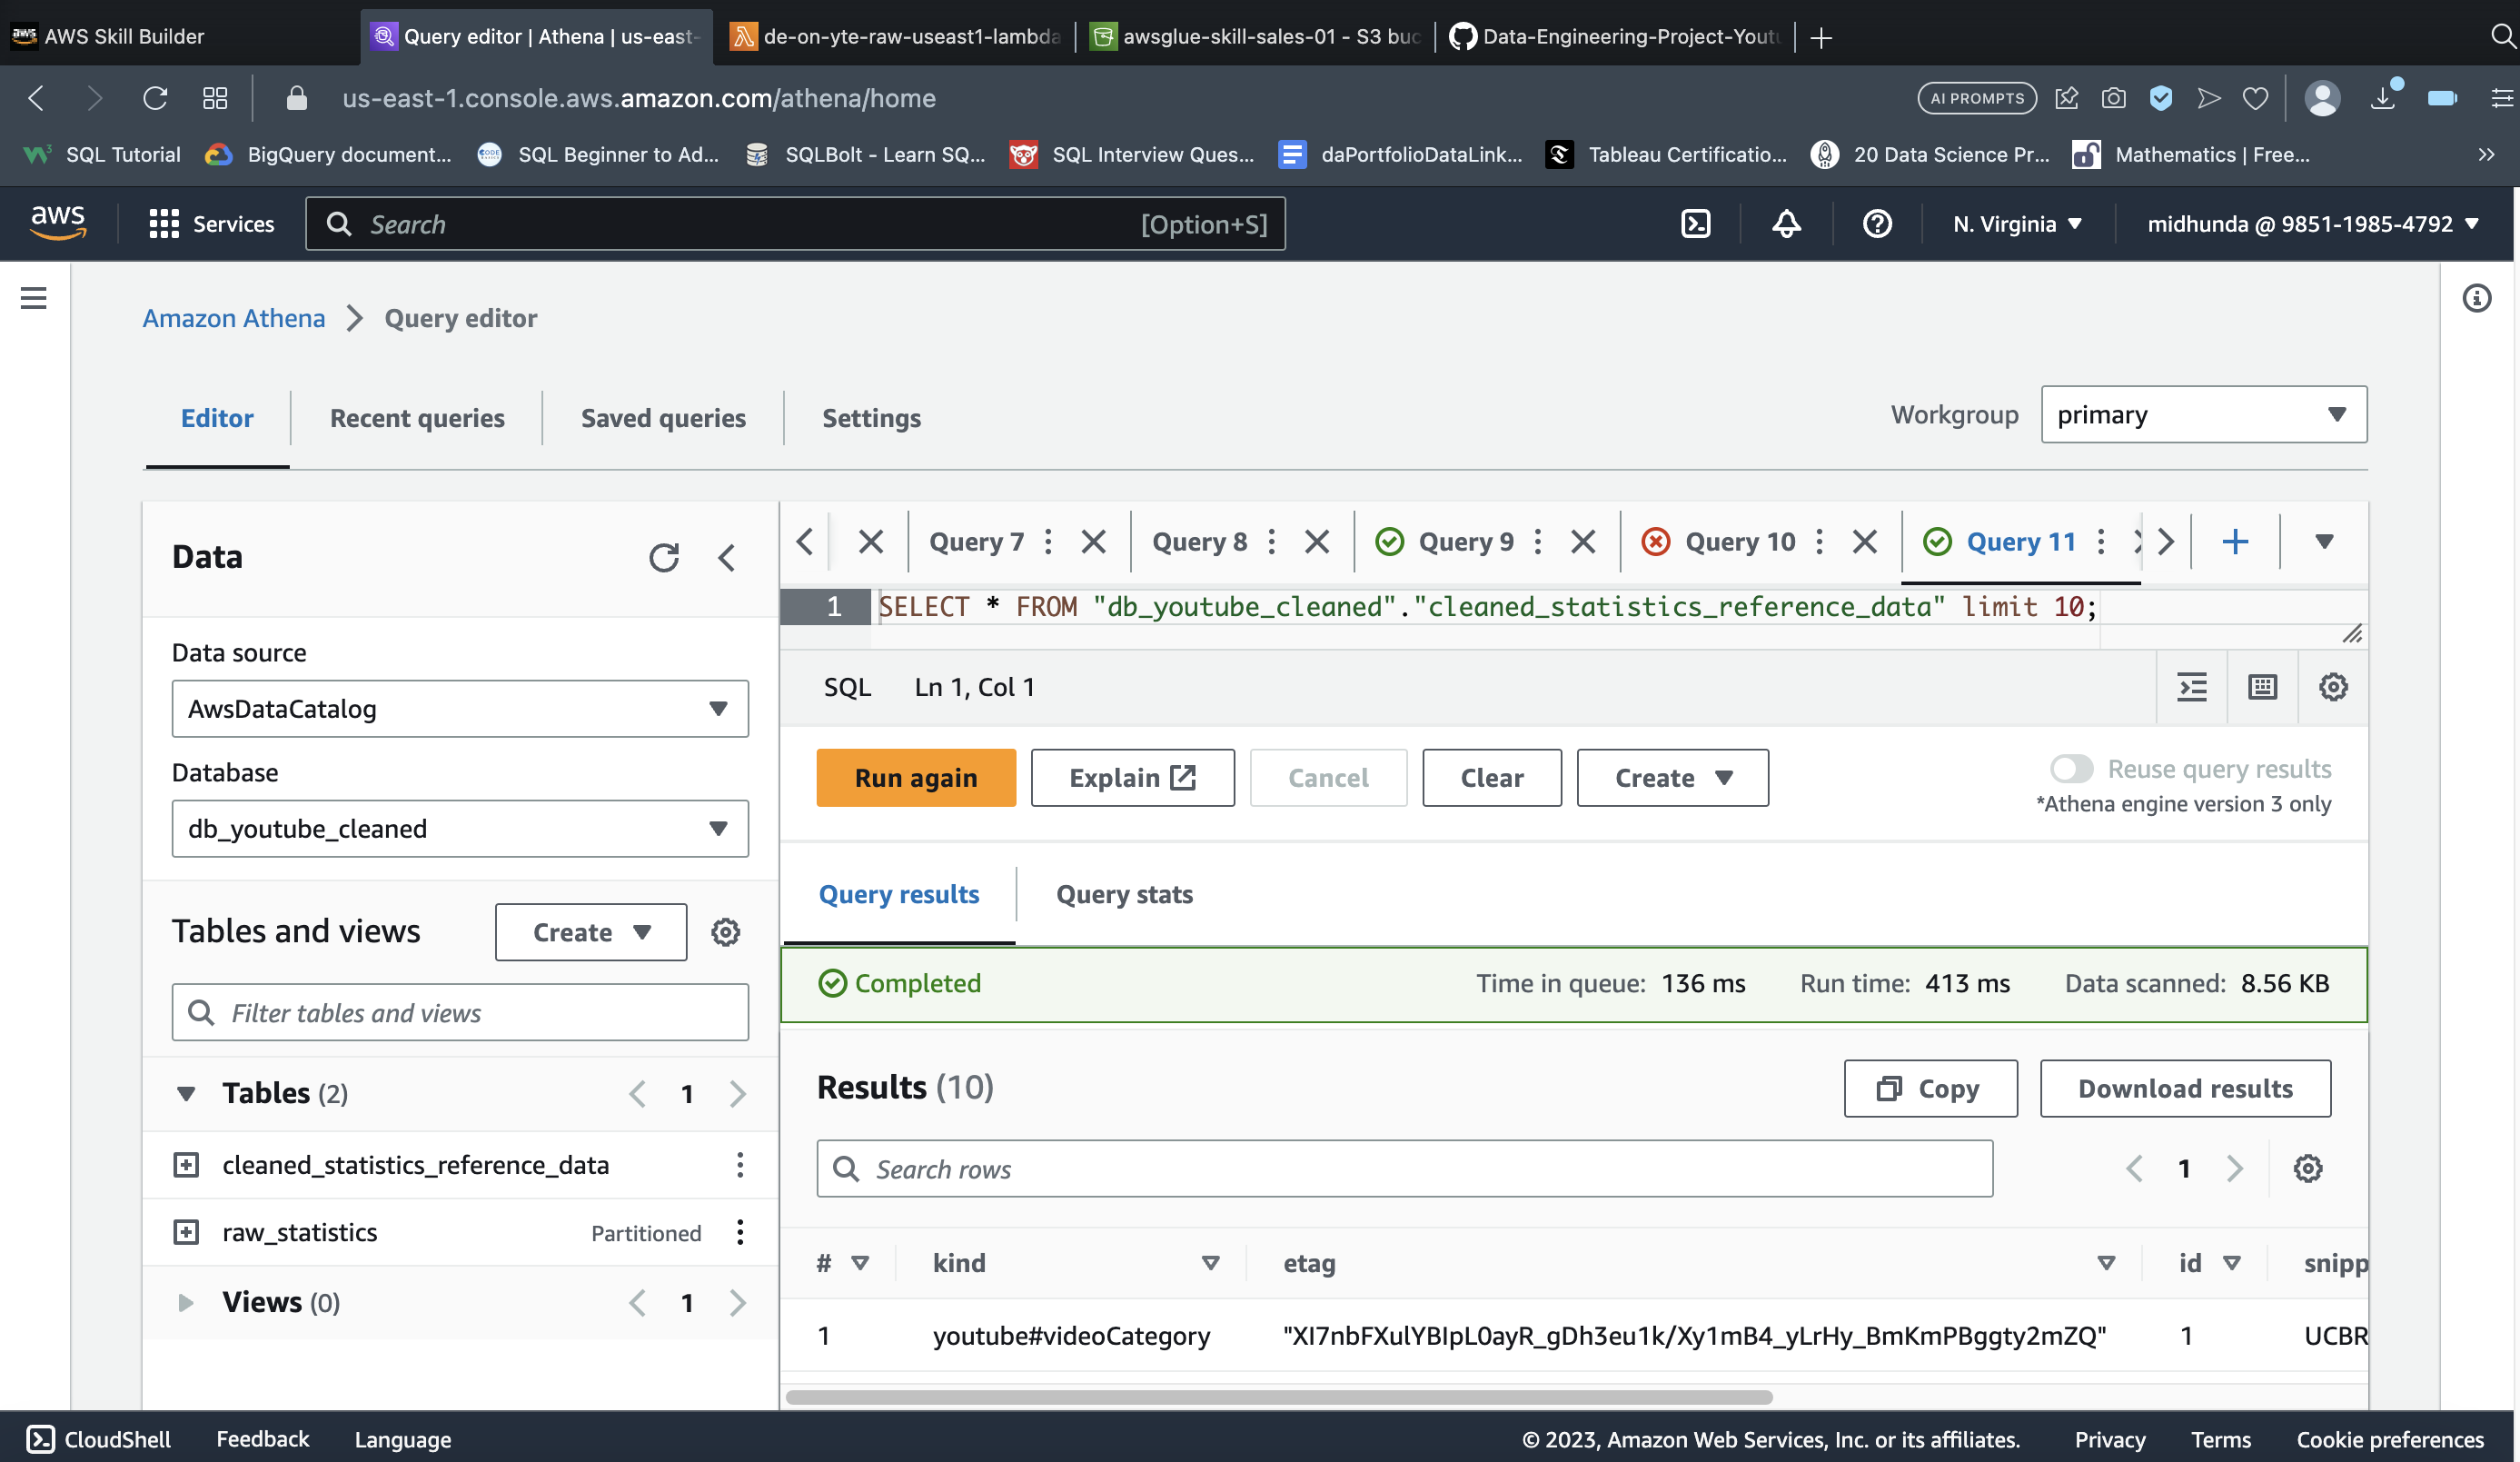 AWS Skill Builder
Query editor | Athena | us-east-
de-on-yte-raw-useast1-lambda
awsglue-skill-sales-01 - S3 buc
Data-Engineering-Project-Youtu
us-east-1.console.aws.amazon.com/athena/home
AI PROMPTS
SQL Tutorial
BigQuery document...
SQL Beginner to Ad...
SQLBolt - Learn SQ...
SQL Interview Ques...
daPortfolioDataLink...
Tableau Certificatio...
20 Data Science Pr...
Mathematics | Free...
aws
Services
Search
[Option+S]
N. Virginia
midhunda @ 9851-1985-4792
Amazon Athena
Query editor
Editor
Recent queries
Saved queries
Settings
Workgroup
primary
Data
Data source
AwsDataCatalog
Database
db_youtube_cleaned
Tables and views
Create
Filter tables and views
Tables (2)
1
cleaned_statistics_reference_data
raw_statistics
Partitioned
Views (0)
1
Query 7
Query 8
Query 9
Query 10
Query 11
1
SELECT * FROM "db_youtube_cleaned"."cleaned_statistics_reference_data" limit 10;
SQL
Ln 1, Col 1
Run again
Explain
Cancel
Clear
Create
Reuse query results
*Athena engine version 3 only
Query results
Query stats
Completed
Time in queue: 136 ms
Run time: 413 ms
Data scanned: 8.56 KB
Results (10)
Copy
Download results
Search rows
1
#
kind
etag
id
snipp
1
youtube#videoCategory
"XI7nbFXulYBIpL0ayR_gDh3eu1k/Xy1mB4_yLrHy_BmKmPBggty2mZQ"
1
UCBR
CloudShell
Feedback
Language
© 2023, Amazon Web Services, Inc. or its affiliates.
Privacy
Terms
Cookie preferences